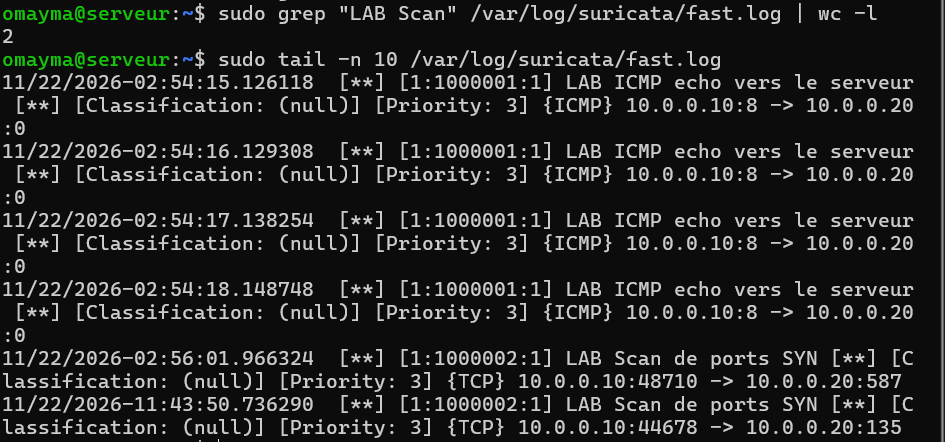 omayma@serveur:~$ sudo grep "LAB Scan" /var/log/suricata/fast.log | wc -l
2
omayma@serveur:~$ sudo tail -n 10 /var/log/suricata/fast.log
11/22/2026-02:54:15.126118  [**] [1:1000001:1] LAB ICMP echo vers le serveur
 [**] [Classification: (null)] [Priority: 3] {ICMP} 10.0.0.10:8 -> 10.0.0.20
:0
11/22/2026-02:54:16.129308  [**] [1:1000001:1] LAB ICMP echo vers le serveur
 [**] [Classification: (null)] [Priority: 3] {ICMP} 10.0.0.10:8 -> 10.0.0.20
:0
11/22/2026-02:54:17.138254  [**] [1:1000001:1] LAB ICMP echo vers le serveur
 [**] [Classification: (null)] [Priority: 3] {ICMP} 10.0.0.10:8 -> 10.0.0.20
:0
11/22/2026-02:54:18.148748  [**] [1:1000001:1] LAB ICMP echo vers le serveur
 [**] [Classification: (null)] [Priority: 3] {ICMP} 10.0.0.10:8 -> 10.0.0.20
:0
11/22/2026-02:56:01.966324  [**] [1:1000002:1] LAB Scan de ports SYN [**] [C
lassification: (null)] [Priority: 3] {TCP} 10.0.0.10:48710 -> 10.0.0.20:587
11/22/2026-11:43:50.736290  [**] [1:1000002:1] LAB Scan de ports SYN [**] [C
lassification: (null)] [Priority: 3] {TCP} 10.0.0.10:44678 -> 10.0.0.20:135